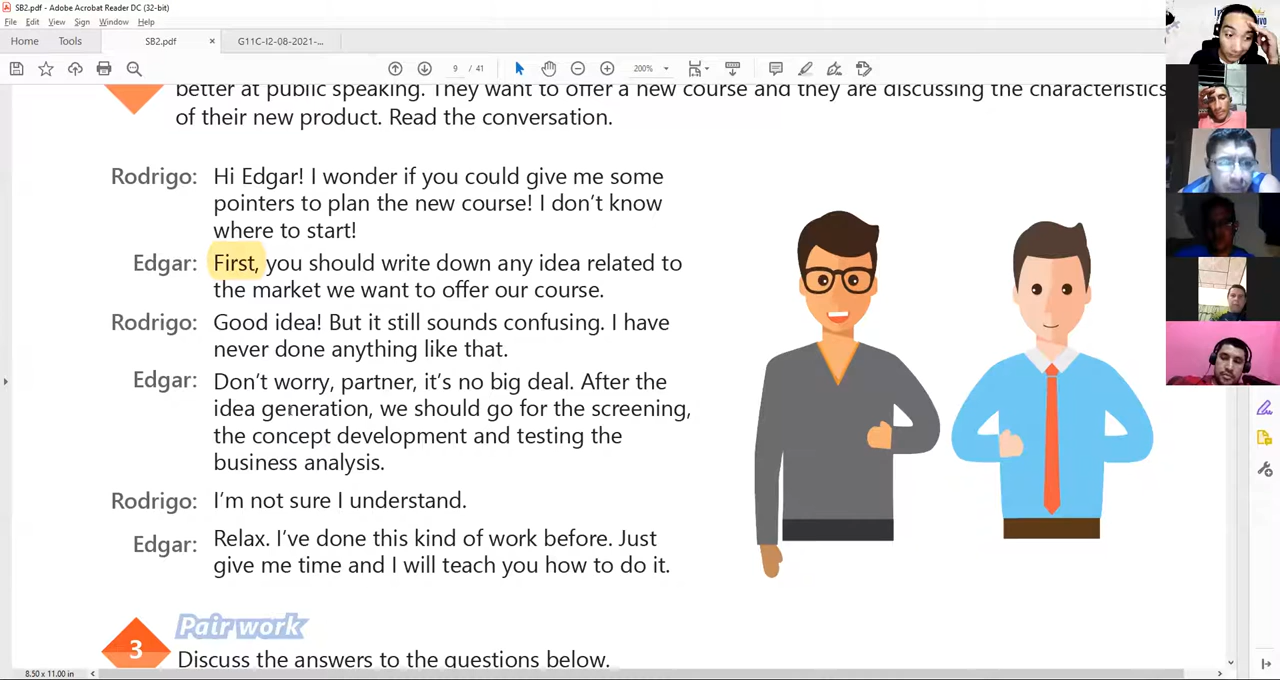 SB2.pdf - Adobe Acrobat Reader DC (32-bit)
File Edit View Sign Window Help
Home Tools SB2.pdf × G11C-I2-08-2021-...
9 / 41 200%
better at public speaking. They want to offer a new course and they are discussing the characteristics
of their new product. Read the conversation.
Rodrigo: Hi Edgar! I wonder if you could give me some
pointers to plan the new course! I don't know
where to start!
Edgar: First, you should write down any idea related to
the market we want to offer our course.
Rodrigo: Good idea! But it still sounds confusing. I have
never done anything like that.
Edgar: Don't worry, partner, it's no big deal. After the
idea generation, we should go for the screening,
the concept development and testing the
business analysis.
Rodrigo: I'm not sure I understand.
Edgar: Relax. I've done this kind of work before. Just
give me time and I will teach you how to do it.
Pair work
3
Discuss the answers to the questions below.
8.50 x 11.00 in